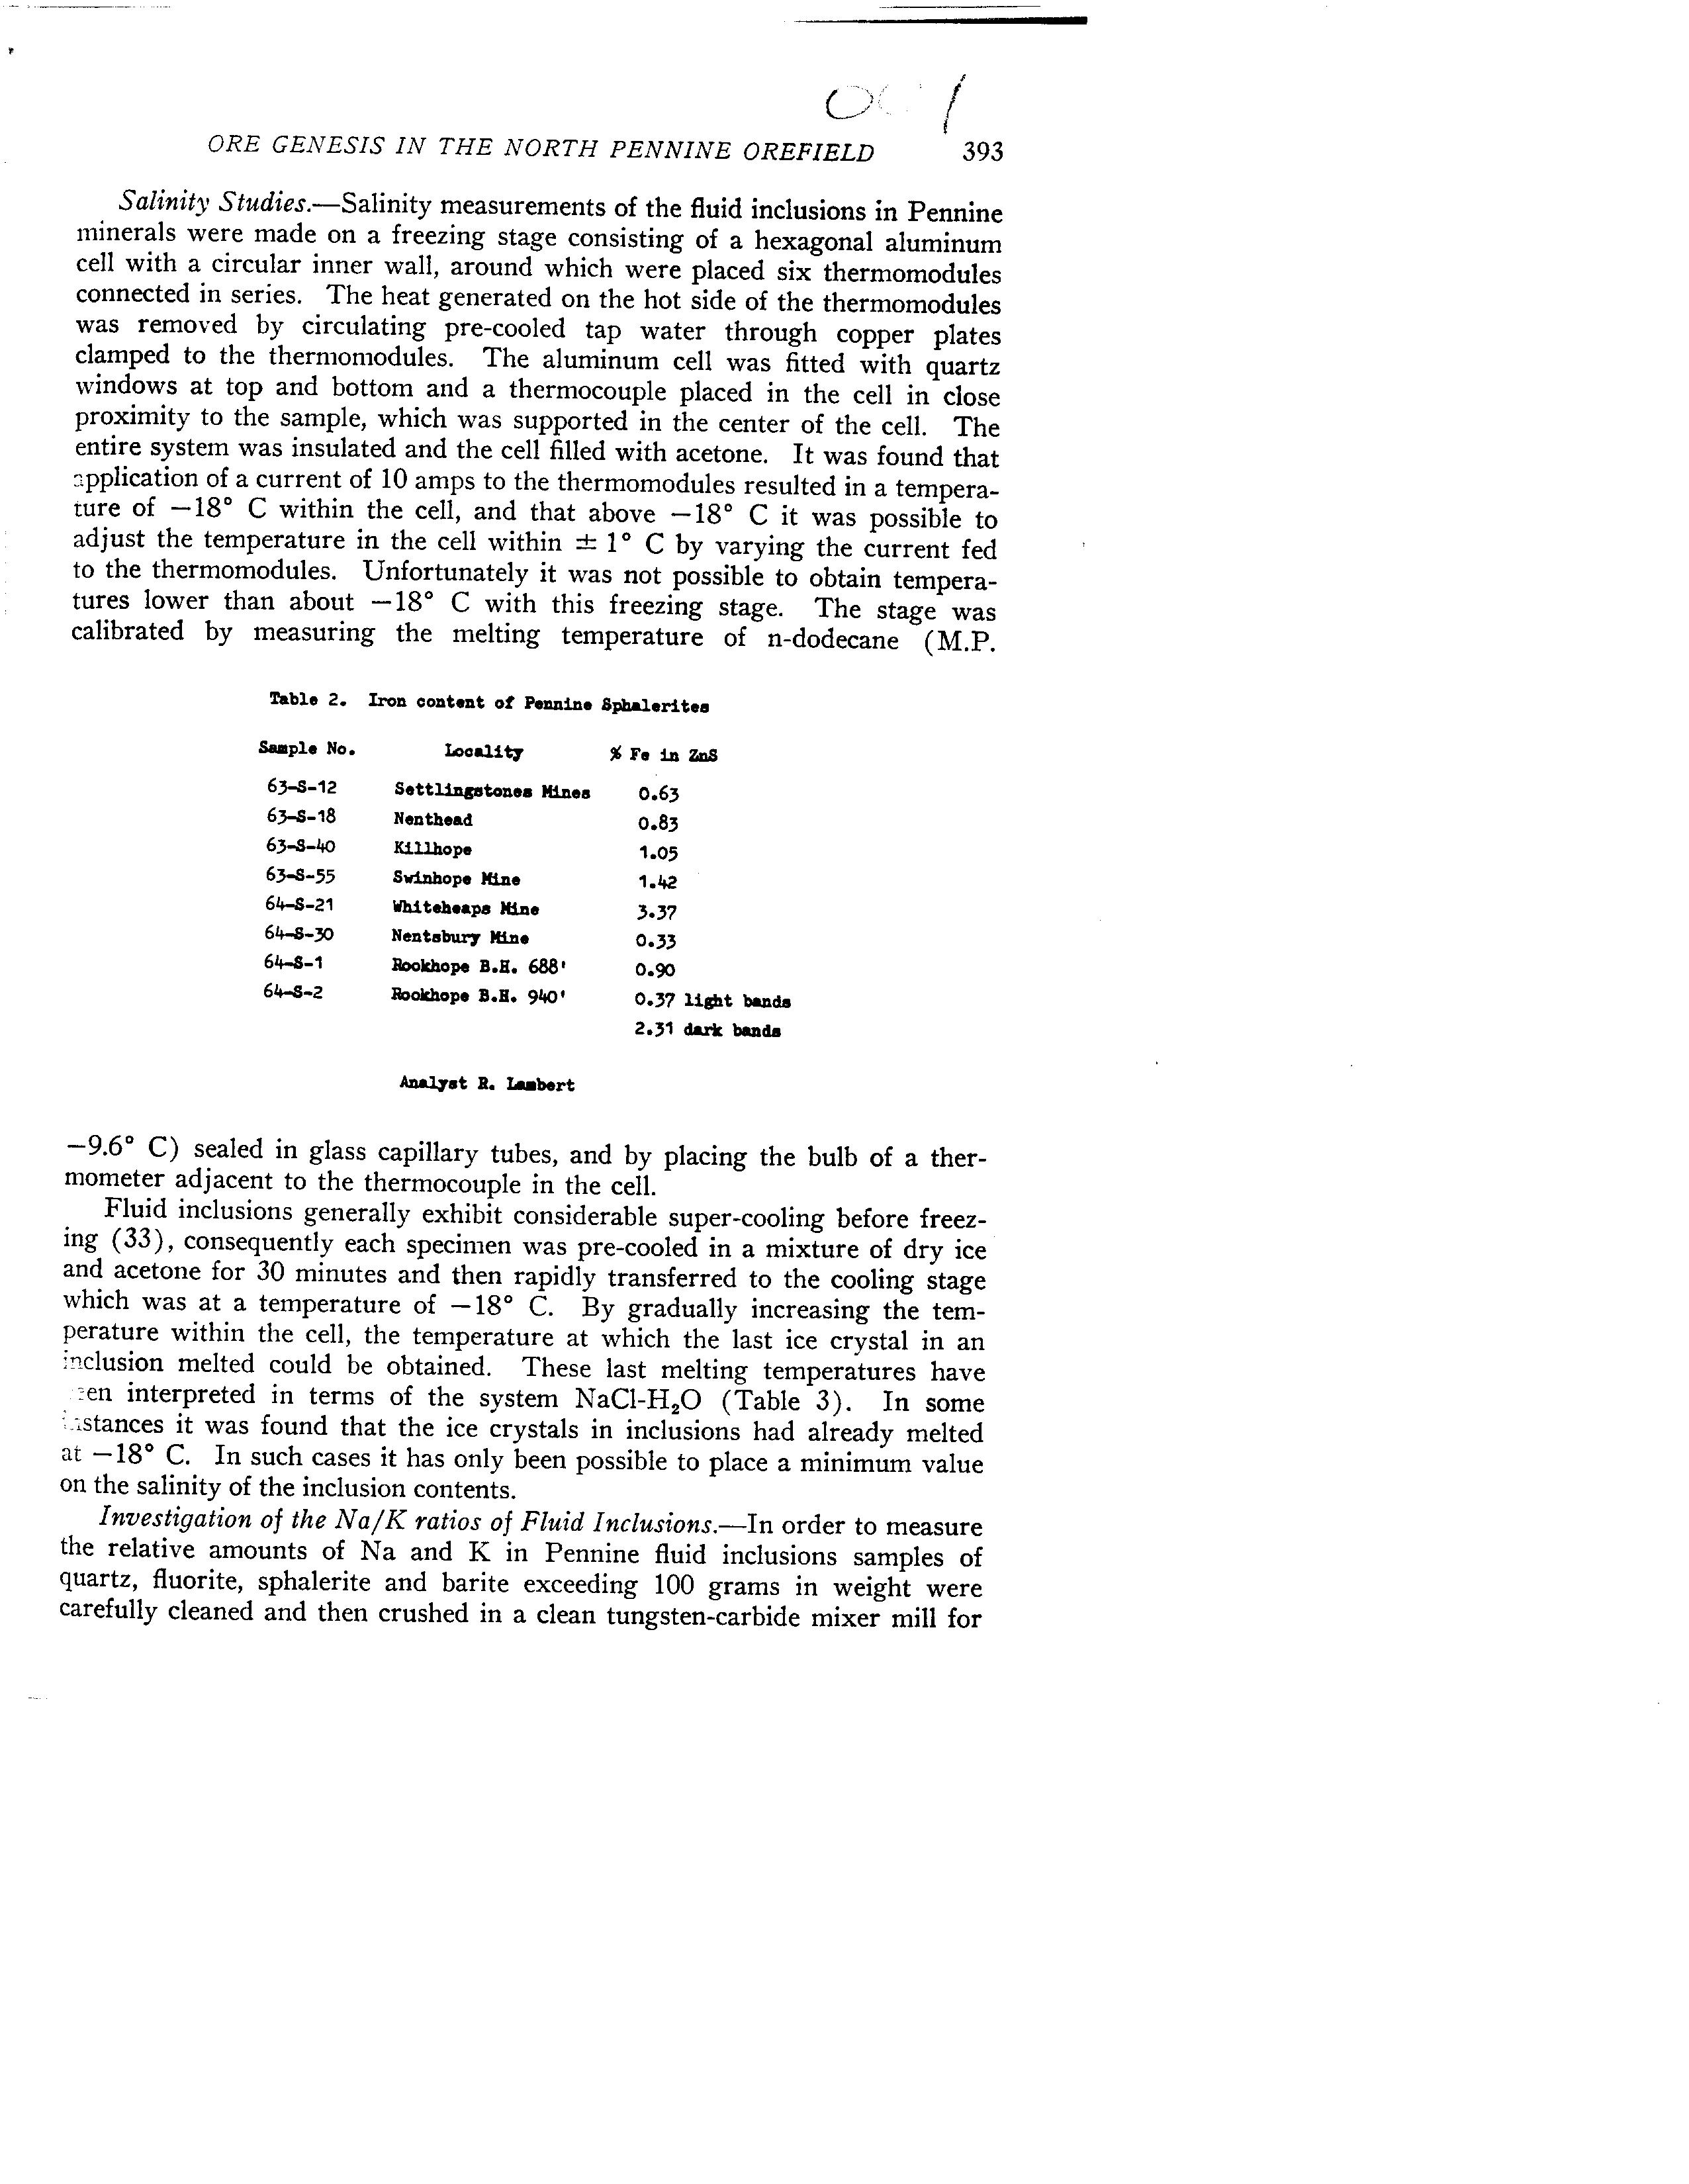 ORE GENESIS IN THE NORTH PENNINE OREFIELD 393
Salinity Studies.—Salinity measurements of the fluid inclusions in Pennine
minerals were made on a freezing stage consisting of a hexagonal aluminum
cell with a circular inner wall, around which were placed six thermomodules
connected in series. The heat generated on the hot side of the thermomodules
was removed by circulating pre-cooled tap water through copper plates
clamped to the thermomodules. The aluminum cell was fitted with quartz
windows at top and bottom and a thermocouple placed in the cell in close
proximity to the sample, which was supported in the center of the cell. The
entire system was insulated and the cell filled with acetone. It was found that
application of a current of 10 amps to the thermomodules resulted in a tempera-
ture of −18° C within the cell, and that above −18° C it was possible to
adjust the temperature in the cell within ± 1° C by varying the current fed
to the thermomodules. Unfortunately it was not possible to obtain tempera-
tures lower than about −18° C with this freezing stage. The stage was
calibrated by measuring the melting temperature of n-dodecane (M.P.
Table 2. Iron content of Pennine Sphalerites
Sample No. Locality % Fe in ZnS
63-S-12 Settlingstones Mines 0.63
63-S-18 Nenthead 0.83
63-S-40 Killhope 1.05
63-S-55 Swinhope Mine 1.42
64-S-21 Whiteheaps Mine 3.37
64-S-30 Nentsbury Mine 0.33
64-S-1 Rookhope B.H. 688' 0.90
64-S-2 Rookhope B.H. 940' 0.37 light bands
2.31 dark bands
Analyst R. Lambert
−9.6° C) sealed in glass capillary tubes, and by placing the bulb of a ther-
mometer adjacent to the thermocouple in the cell.
Fluid inclusions generally exhibit considerable super-cooling before freez-
ing (33), consequently each specimen was pre-cooled in a mixture of dry ice
and acetone for 30 minutes and then rapidly transferred to the cooling stage
which was at a temperature of −18° C. By gradually increasing the tem-
perature within the cell, the temperature at which the last ice crystal in an
inclusion melted could be obtained. These last melting temperatures have
en interpreted in terms of the system NaCl-H₂O (Table 3). In some
stances it was found that the ice crystals in inclusions had already melted
at −18° C. In such cases it has only been possible to place a minimum value
on the salinity of the inclusion contents.
Investigation of the Na/K ratios of Fluid Inclusions.—In order to measure
the relative amounts of Na and K in Pennine fluid inclusions samples of
quartz, fluorite, sphalerite and barite exceeding 100 grams in weight were
carefully cleaned and then crushed in a clean tungsten-carbide mixer mill for